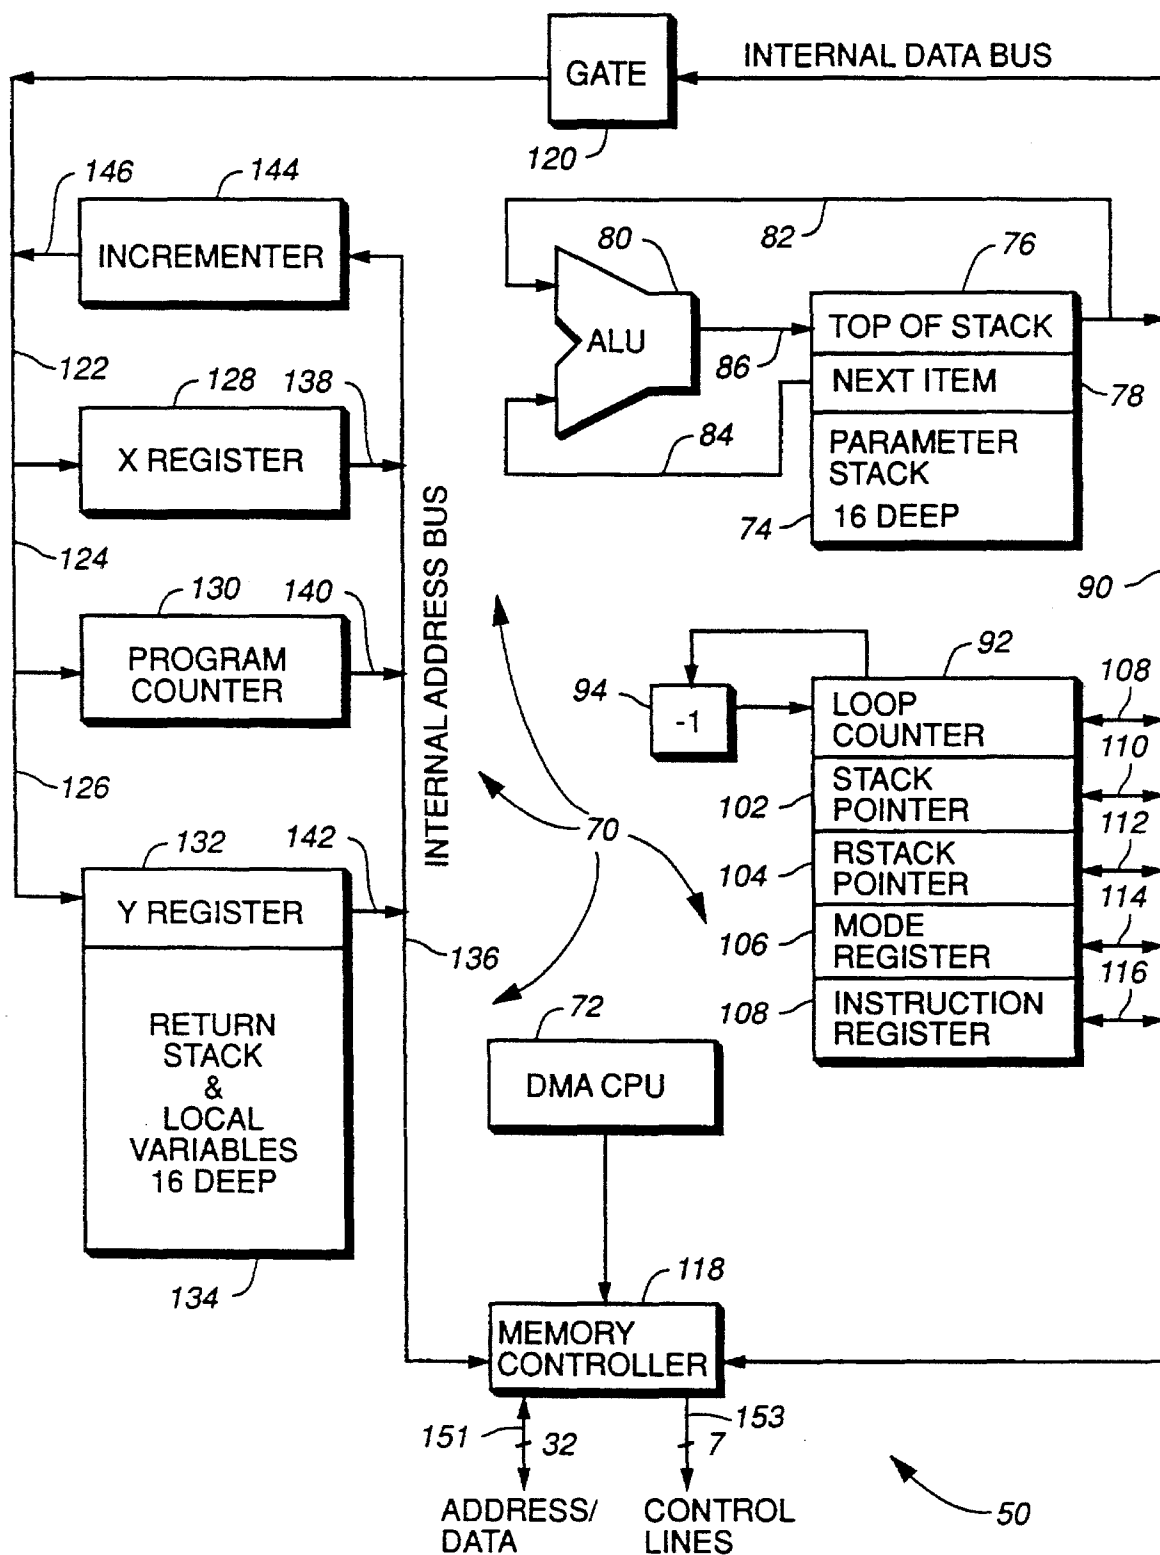 GATE
INTERNAL DATA BUS
120
146
144
INCREMENTER
82
80
76
ALU
86
TOP OF STACK
NEXT ITEM
78
PARAMETER
STACK
16 DEEP
84
74
122
128
138
X REGISTER
INTERNAL ADDRESS BUS
124
130
140
PROGRAM
COUNTER
90
92
94
-1
LOOP
COUNTER
108
110
102
STACK
POINTER
112
104
RSTACK
POINTER
114
106
MODE
REGISTER
116
108
INSTRUCTION
REGISTER
126
70
132
142
Y REGISTER
136
RETURN
STACK
&
LOCAL
VARIABLES
16 DEEP
134
72
DMA CPU
118
MEMORY
CONTROLLER
151
32
153
7
ADDRESS/
DATA
CONTROL
LINES
50